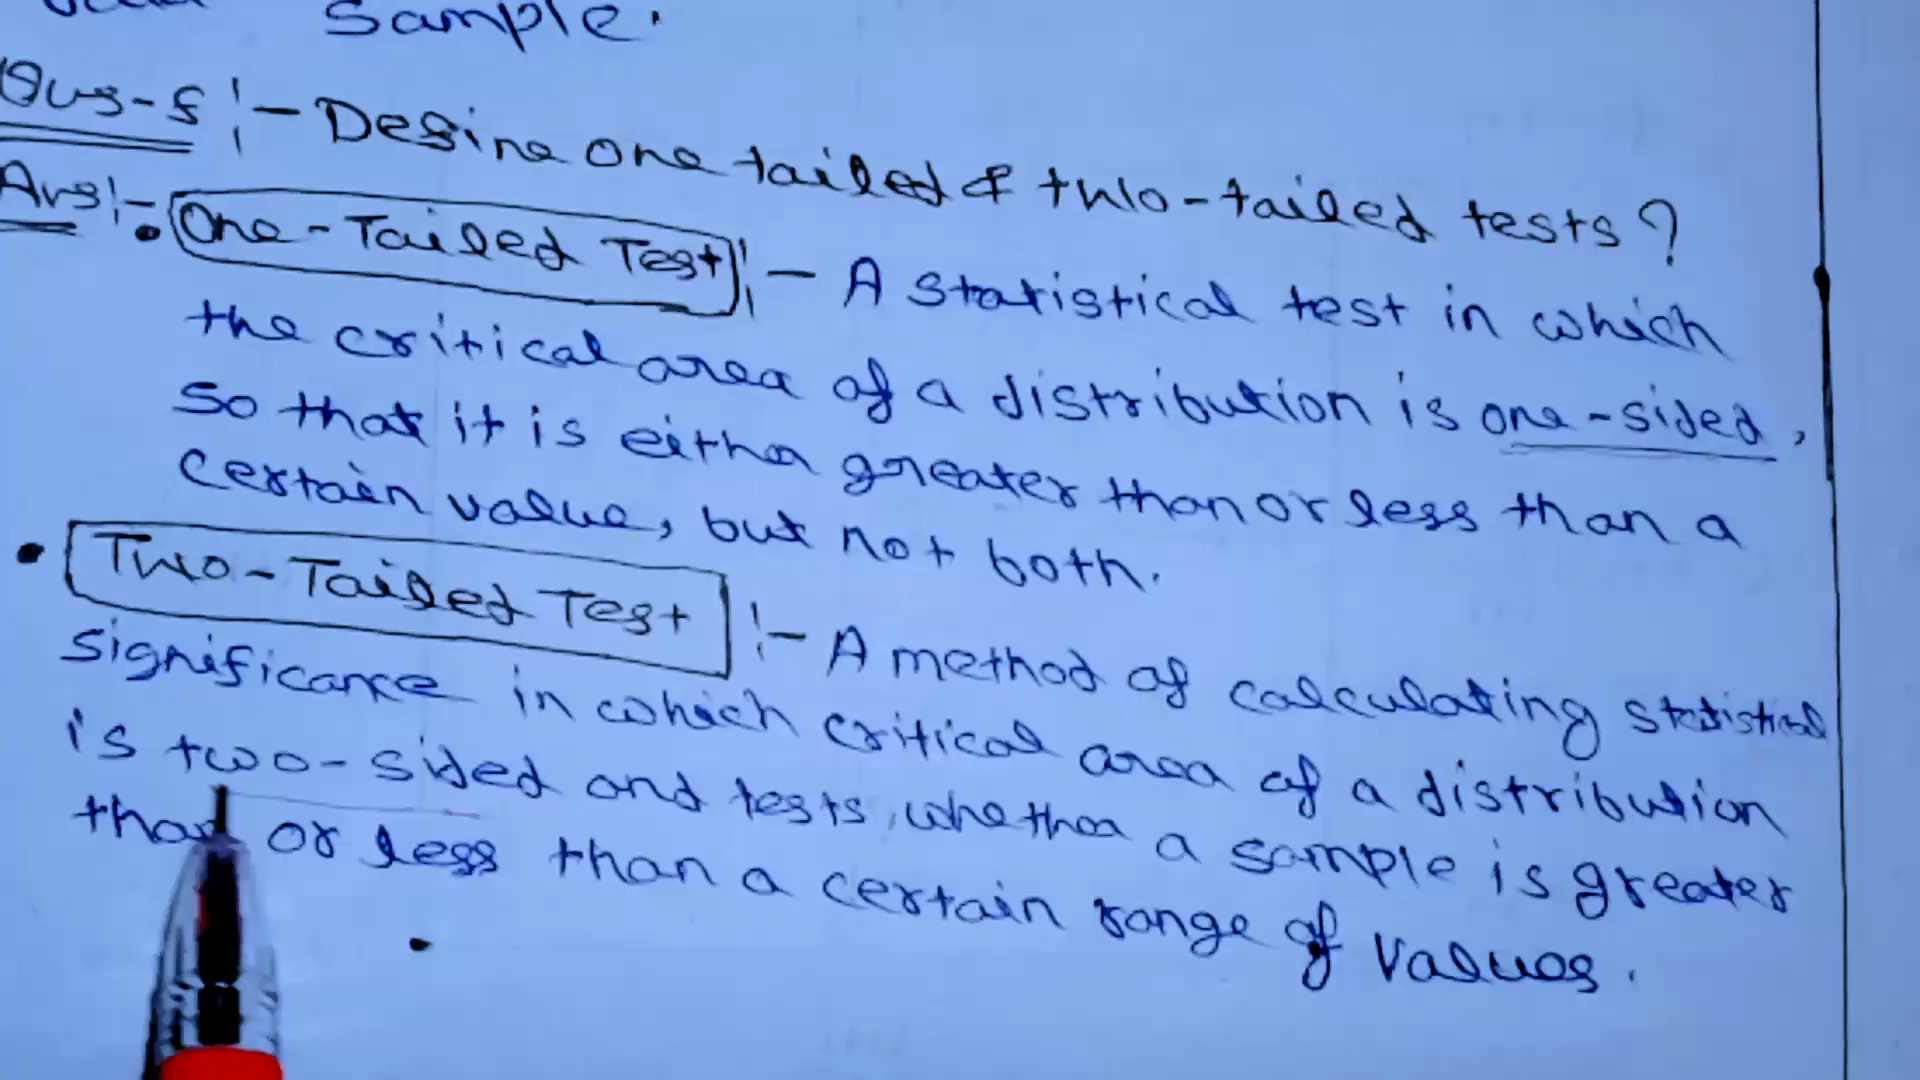 Sample.
Ques-5 :- Define one tailed & two-tailed tests?
Ans:- • One-Tailed Test :- A statistical test in which
the critical area of a distribution is one-sided,
so that it is either greater than or less than a
certain value, but not both.
• Two-Tailed Test :- A method of calculating statistical
significance in which critical area of a distribution
is two-sided and tests, whether a sample is greater
than or less than a certain range of values.